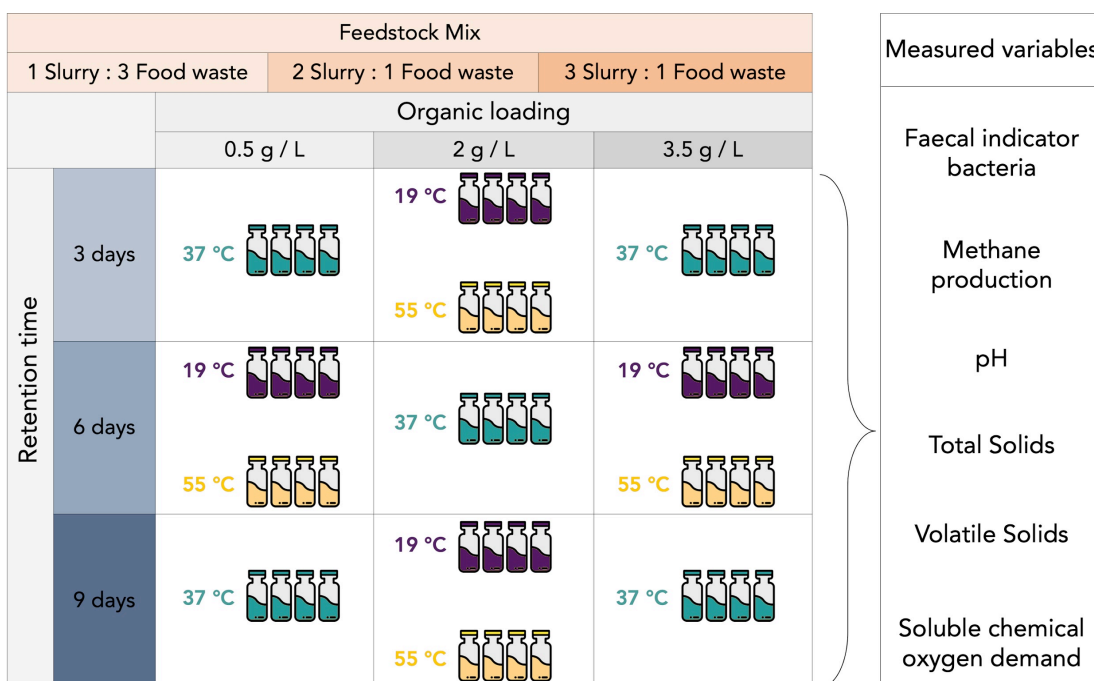 Feedstock Mix
1 Slurry : 3 Food waste
2 Slurry : 1 Food waste
3 Slurry : 1 Food waste
Organic loading
0.5 g / L
2 g / L
3.5 g / L
Retention time
3 days
37 °C
19 °C
55 °C
37 °C
6 days
19 °C
55 °C
37 °C
19 °C
55 °C
9 days
37 °C
19 °C
55 °C
37 °C
Measured variables
Faecal indicator
bacteria
Methane
production
pH
Total Solids
Volatile Solids
Soluble chemical
oxygen demand